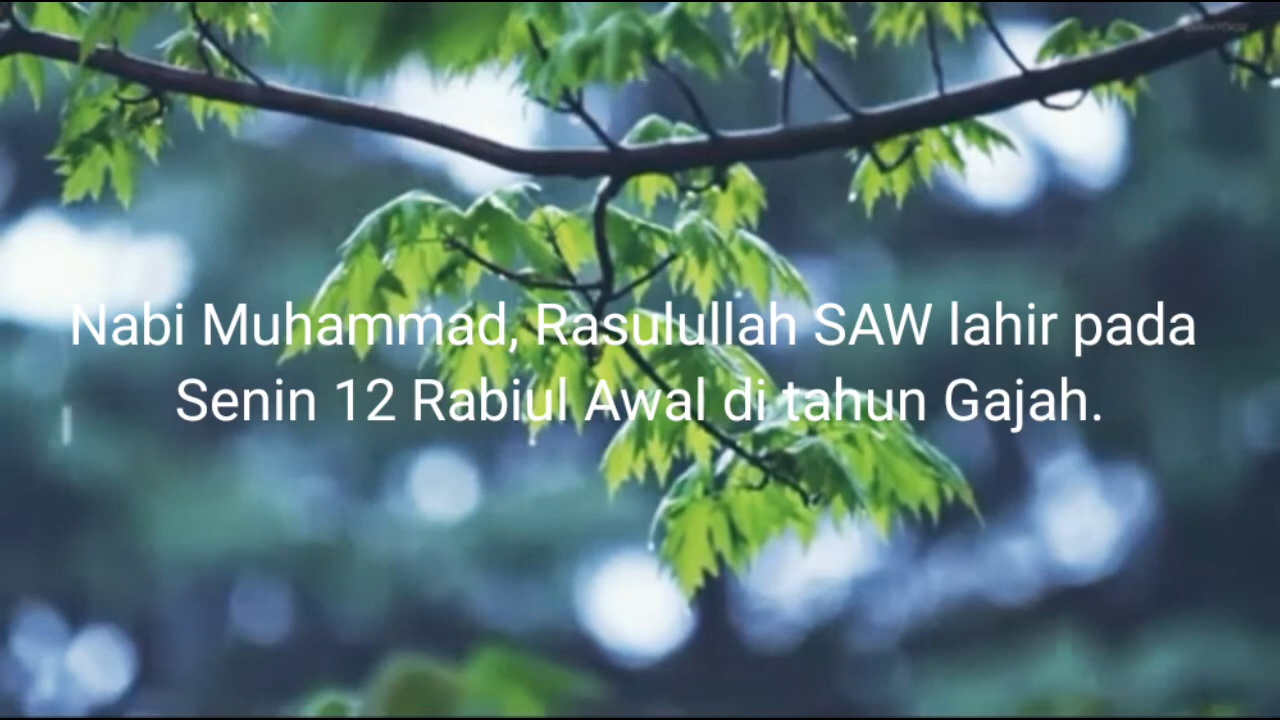 Nabi Muhammad, Rasulullah SAW lahir pada
Senin 12 Rabiul Awal di tahun Gajah.